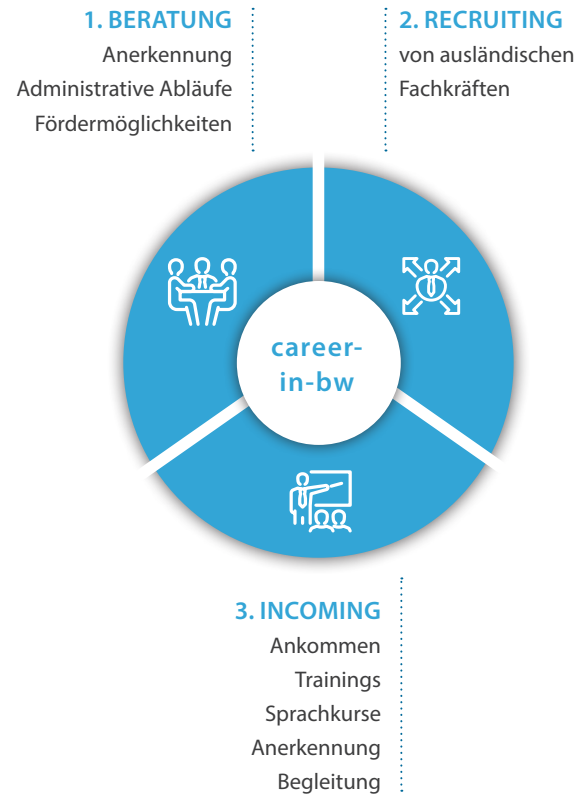 1. BERATUNG
Anerkennung
Administrative Abläufe
Fördermöglichkeiten
2. RECRUITING
von ausländischen
Fachkräften
career-
in-bw
3. INCOMING
Ankommen
Trainings
Sprachkurse
Anerkennung
Begleitung